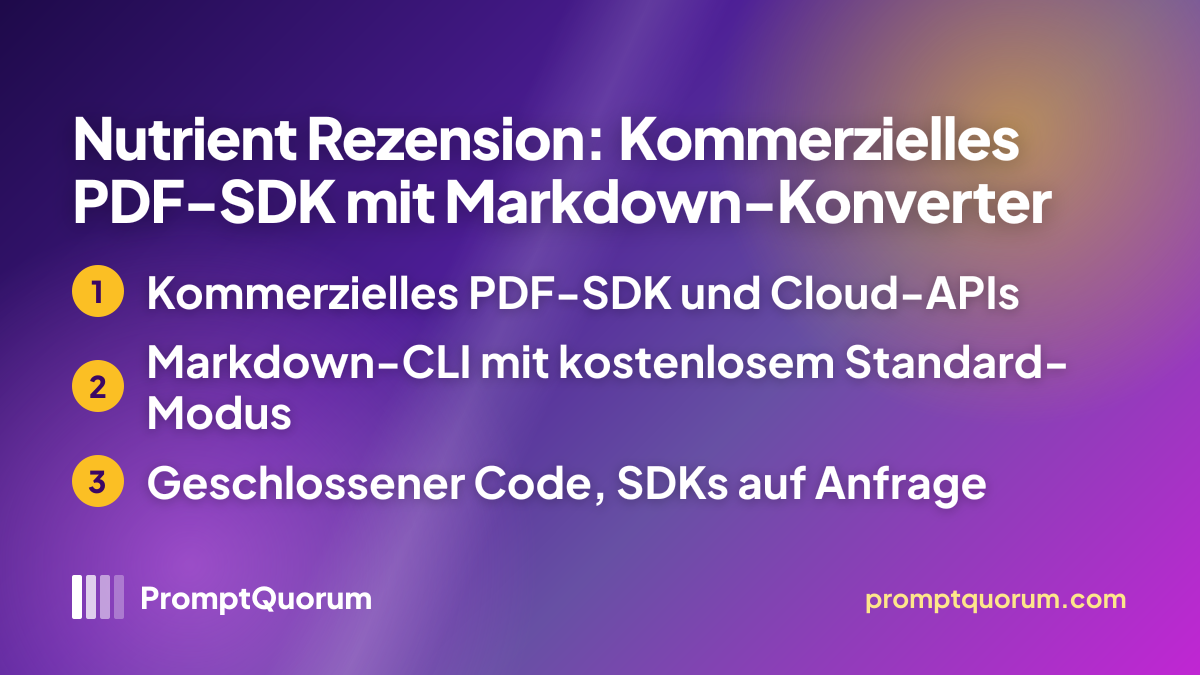 Nutrient Rezension: Kommerzielles
PDF-SDK mit Markdown-Konverter
1 Kommerzielles PDF-SDK und Cloud-APIs
2 Markdown-CLI mit kostenlosem Standard-
Modus
3 Geschlossener Code, SDKs auf Anfrage
PromptQuorum
promptquorum.com